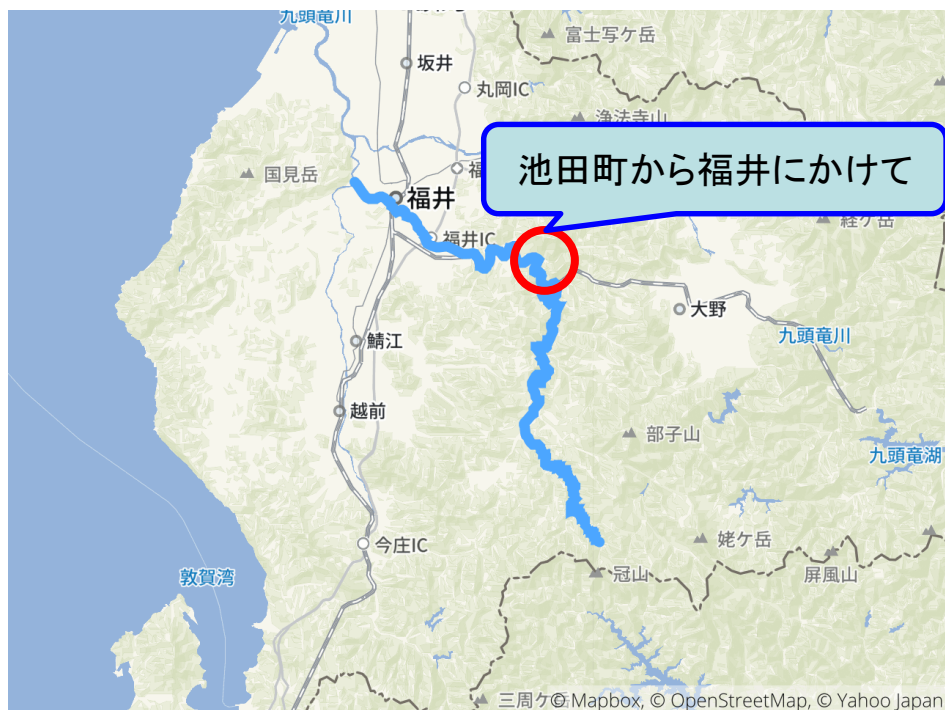 九頭竜川
富士写ケ岳
坂井
丸岡IC
浄法寺山
池田町から福井にかけて
国見岳
福井
経ケ岳
福井IC
大野
九頭竜川
鯖江
越前
部子山
九頭竜湖
今庄IC
姥ケ岳
敦賀湾
冠山
屏風山
三周ケ岳
© Mapbox, © OpenStreetMap, © Yahoo Japan